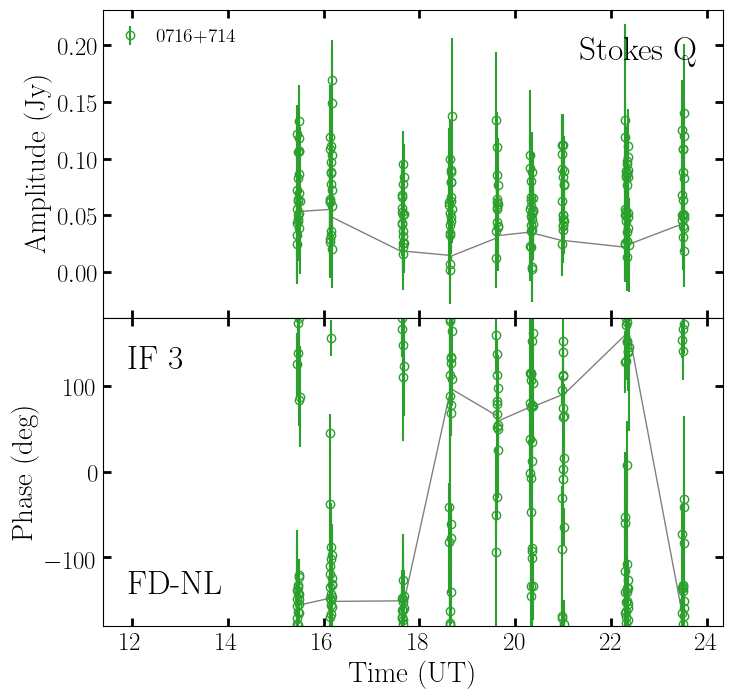 0716+714
Stokes Q
0.20
0.15
0.10
0.05
0.00
Amplitude (Jy)
IF 3
100
0
−100
Phase (deg)
FD-NL
12 14 16 18 20 22 24
Time (UT)